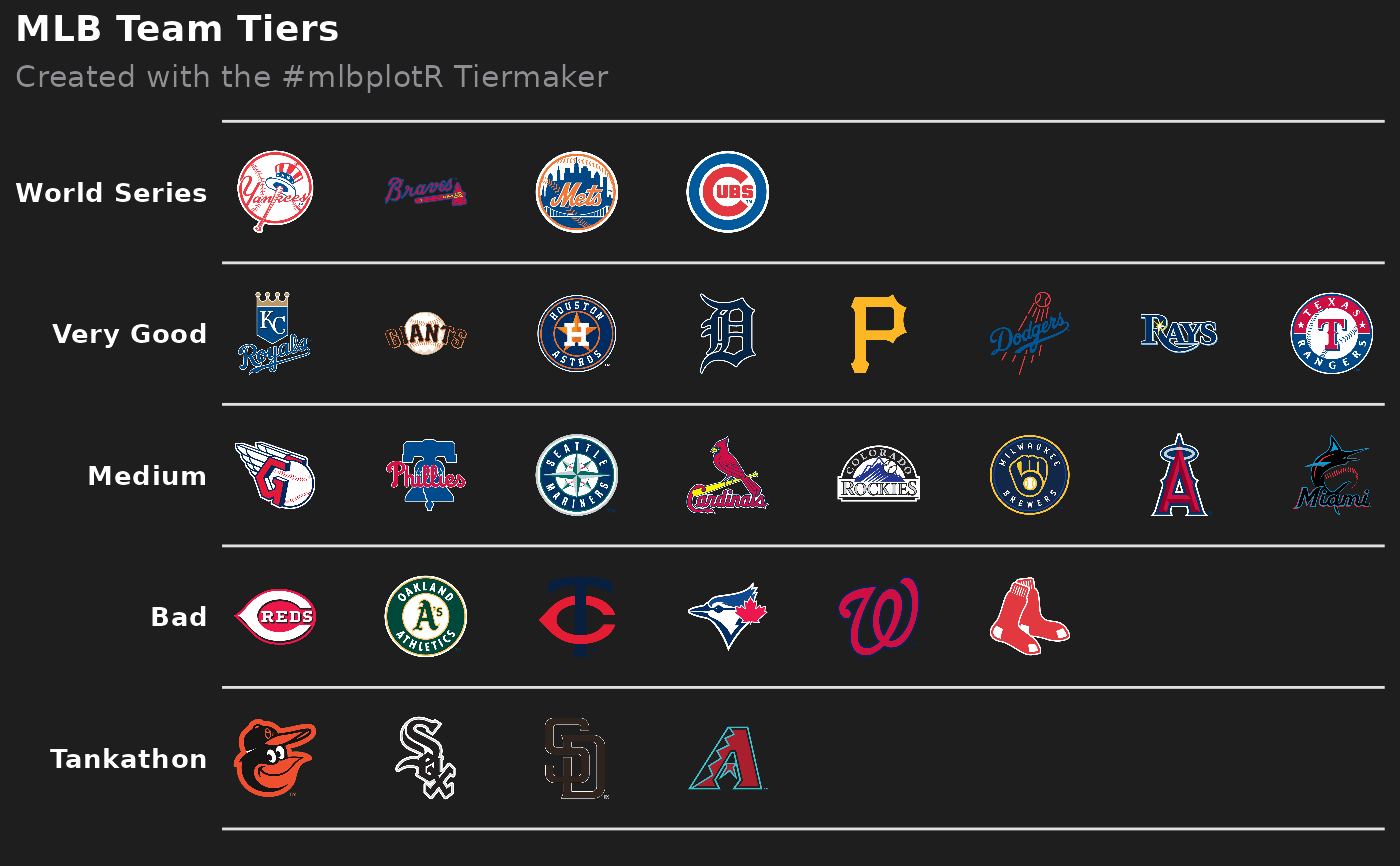 MLB Team Tiers
Created with the #mlbplotR Tiermaker
World Series
Yankees
Braves
Mets
CUBS
Very Good
KC
Royals
GIANTS
HOUSTON
H
ASTROS
D
P
Dodgers
RAYS
TEXAS
T
RANGERS
Medium
Phillies
SEATTLE
MARINERS
Cardinals
COLORADO
ROCKIES
MILWAUKEE
BREWERS
A
Miami
Bad
REDS
OAKLAND
A's
ATHLETICS
TC
W
Tankathon
Sox
SD
A